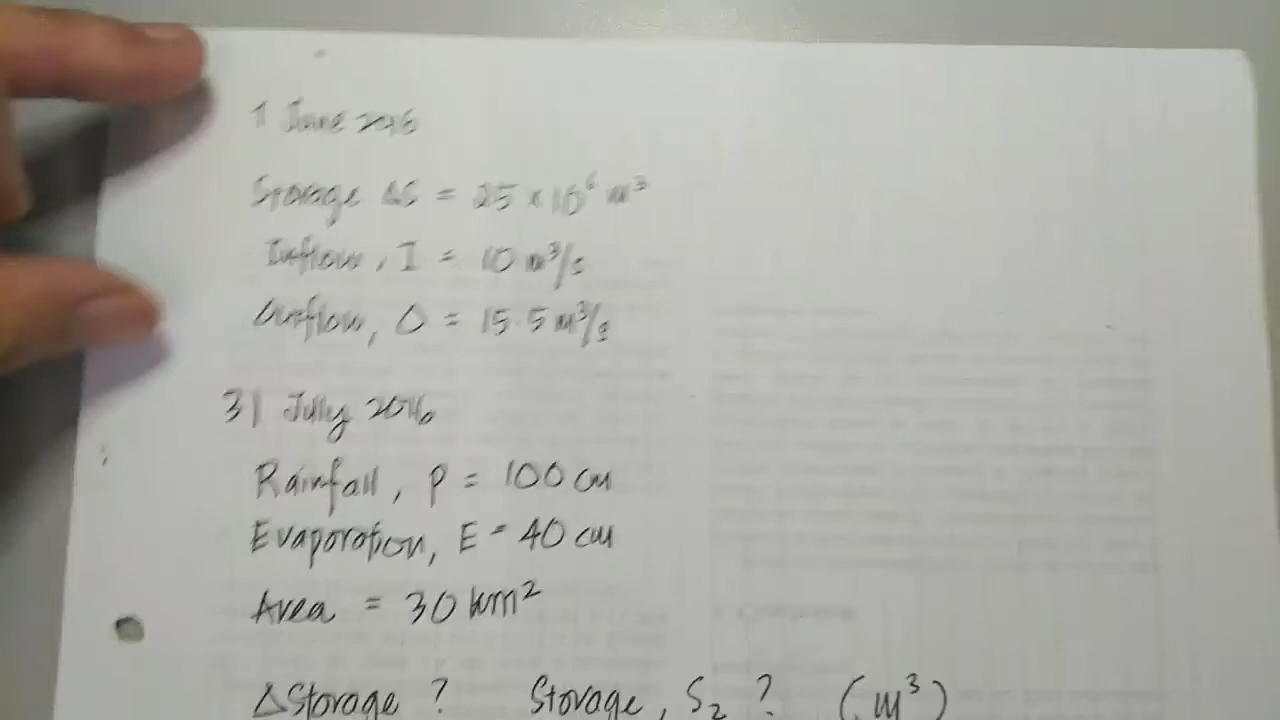 1 June 2016
Storage ΔS = 25 × 10⁶ m³
Inflow, I = 10 m³/s
Outflow, O = 15.5 m³/s
31 July 2016
Rainfall, P = 100 cm
Evaporation, E = 40 cm
Area = 30 km²
ΔStorage ? Storage, S₂ ? (m³)